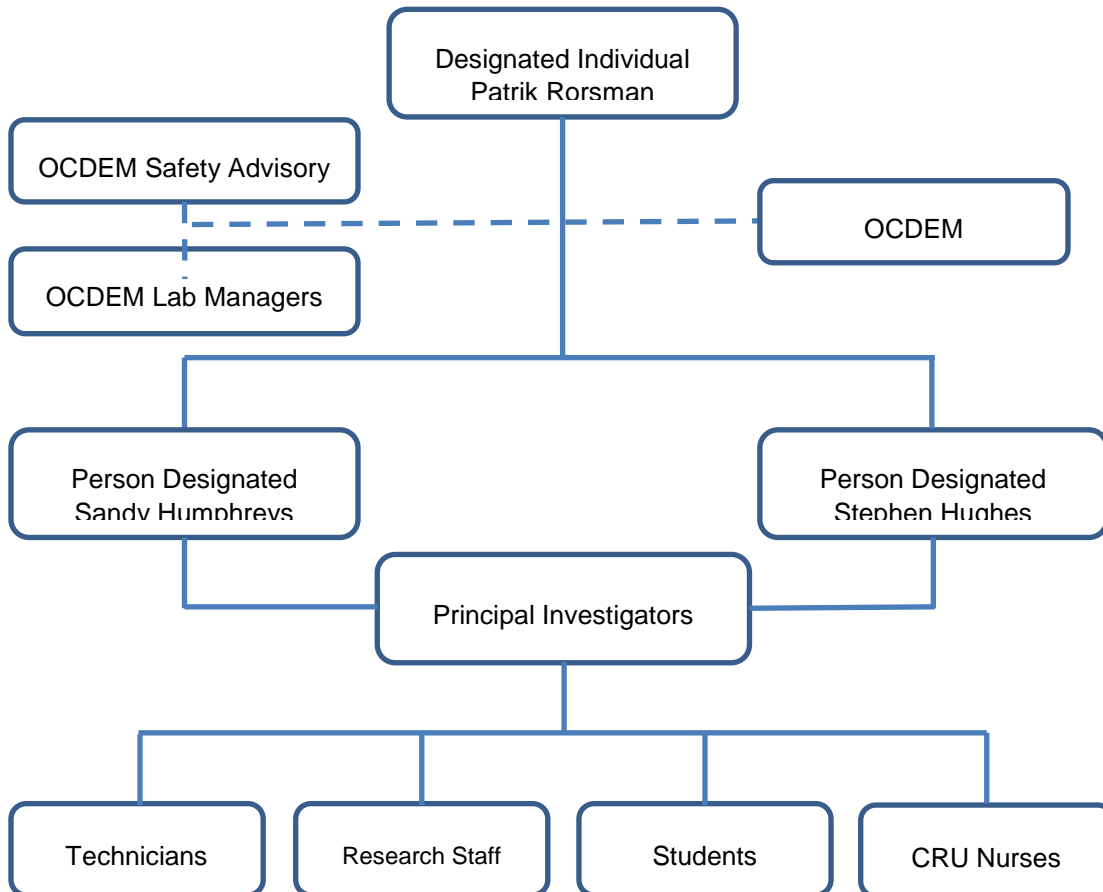 Designated Individual
Patrik Rorsman
OCDEM Safety Advisory
OCDEM
OCDEM Lab Managers
Person Designated
Sandy Humphreys
Person Designated
Stephen Hughes
Principal Investigators
Technicians
Research Staff
Students
CRU Nurses